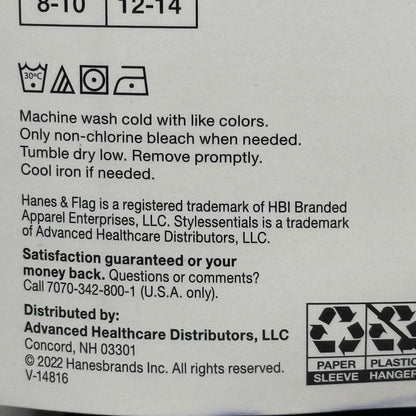 8-10 12-14
30°C
Machine wash cold with like colors.
Only non-chlorine bleach when needed.
Tumble dry low. Remove promptly.
Cool iron if needed.
Hanes & Flag is a registered trademark of HBI Branded
Apparel Enterprises, LLC. Stylessentials is a trademark
of Advanced Healthcare Distributors, LLC.
Satisfaction guaranteed or your
money back. Questions or comments?
Call 7070-342-800-1 (U.S.A. only).
Distributed by:
Advanced Healthcare Distributors, LLC
Concord, NH 03301
© 2022 Hanesbrands Inc. All rights reserved.
V-14816
PAPER
SLEEVE
PLASTIC
HANGER